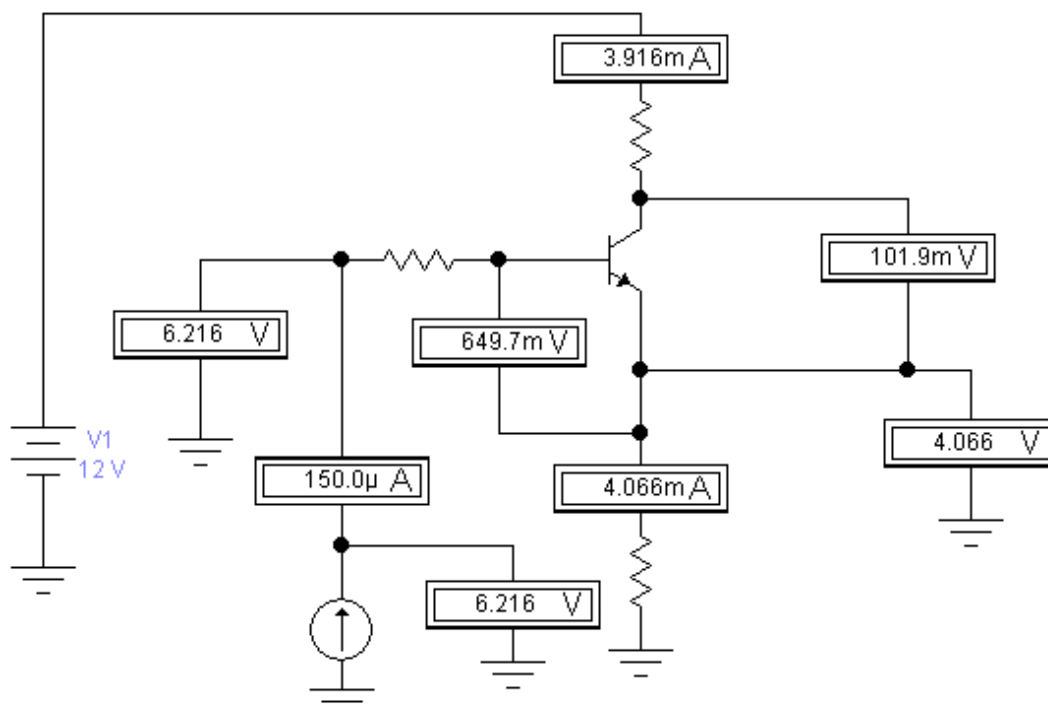 3.916m A
101.9m V
6.216 V
649.7m V
V1
12 V
4.066 V
150.0µ A
4.066m A
6.216 V